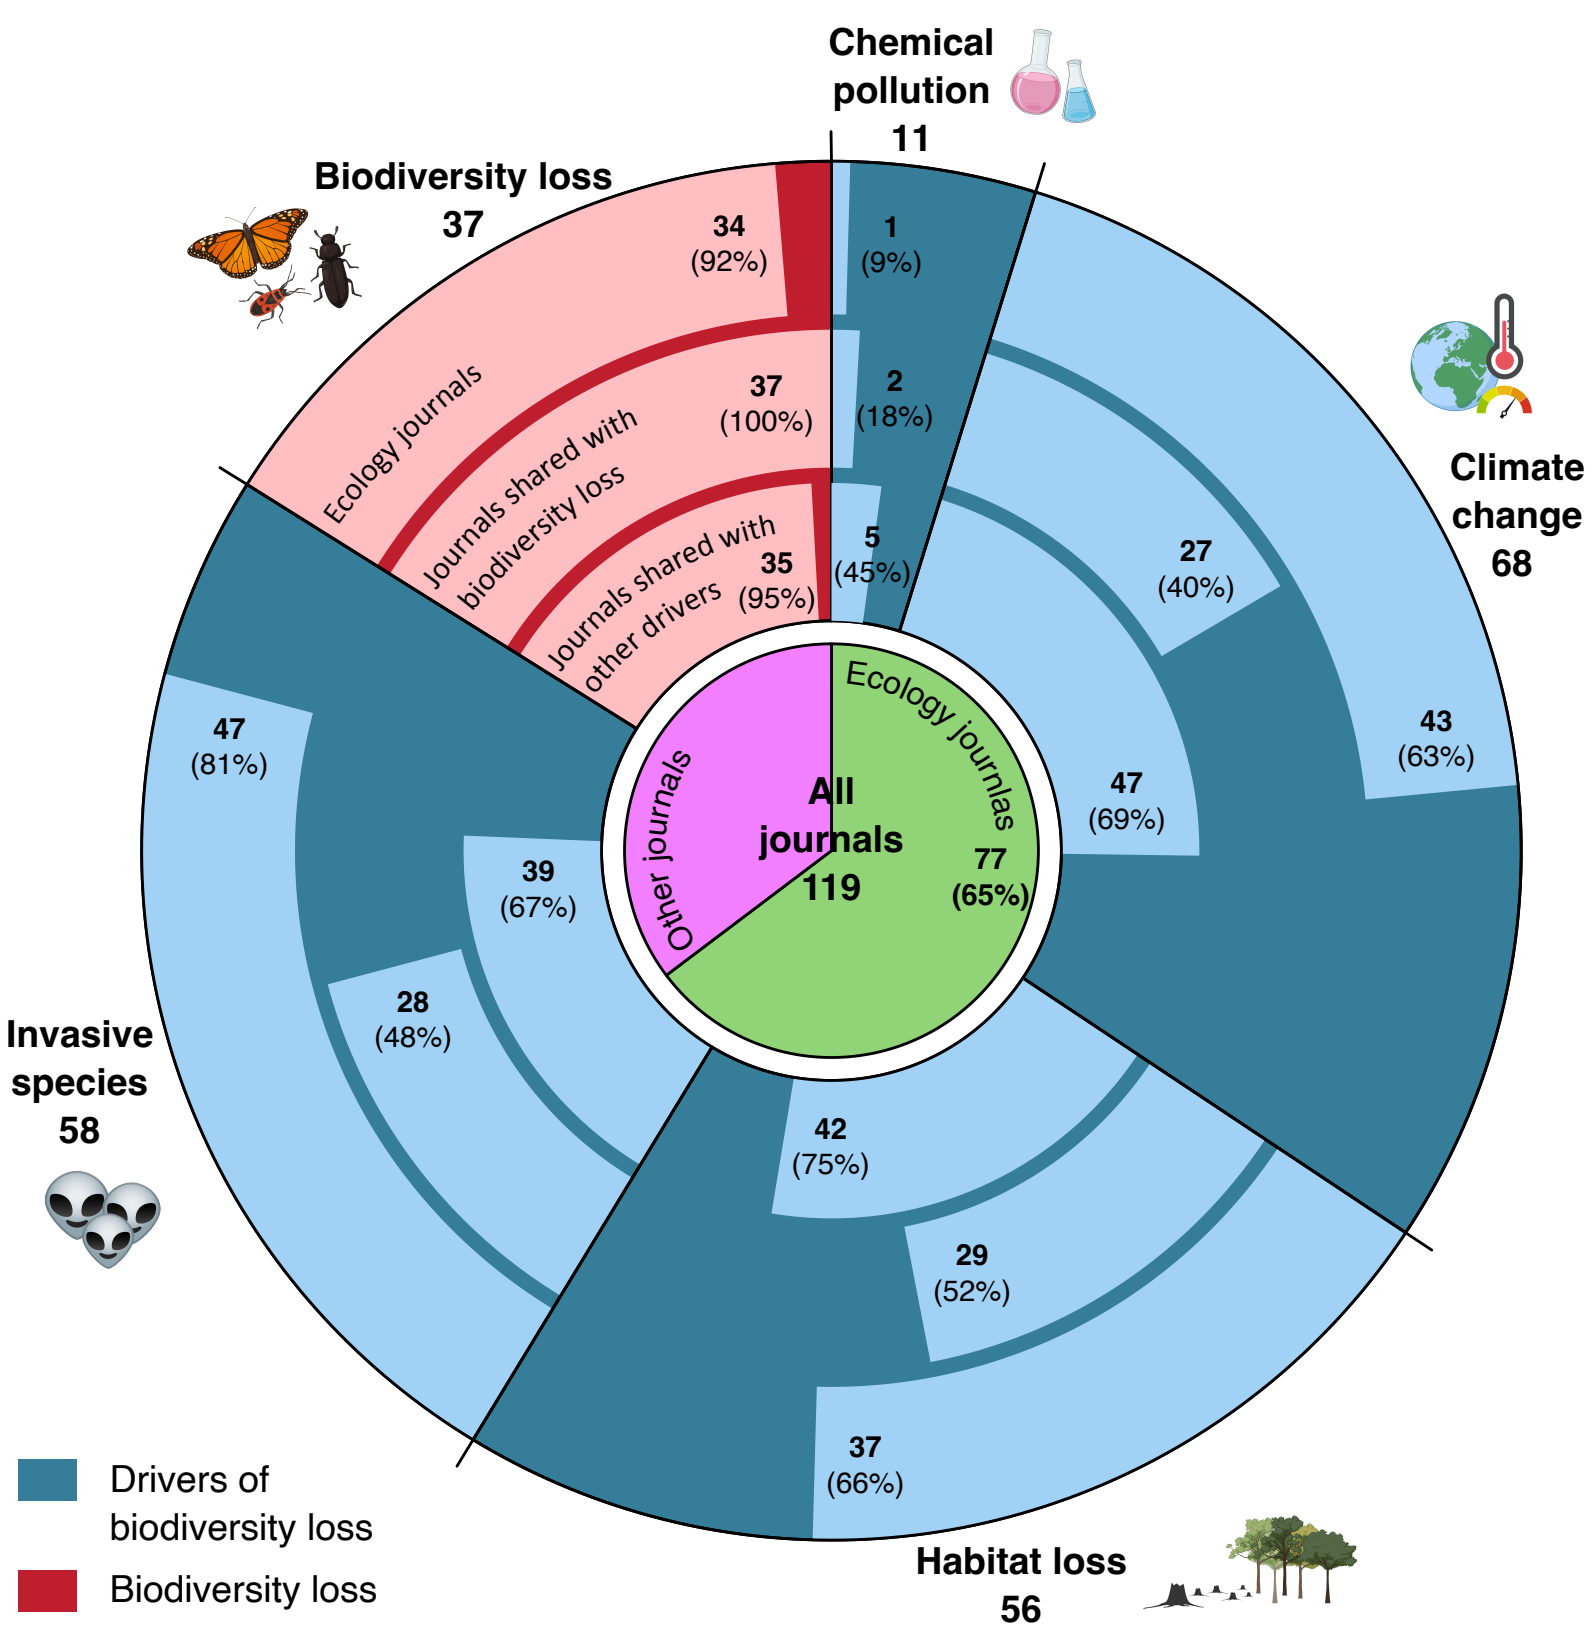 Chemical
pollution
11
Biodiversity loss
37
34
(92%)
1
(9%)
Ecology journals
37
(100%)
2
(18%)
Journals shared with
biodiversity loss
Journals shared with
other drivers
35
(95%)
5
(45%)
Climate
change
68
27
(40%)
43
(63%)
47
(69%)
47
(81%)
39
(67%)
28
(48%)
Ecology journlas
Other journals
All
journals
119
77
(65%)
Invasive
species
58
42
(75%)
29
(52%)
37
(66%)
Habitat loss
56
Drivers of
biodiversity loss
Biodiversity loss